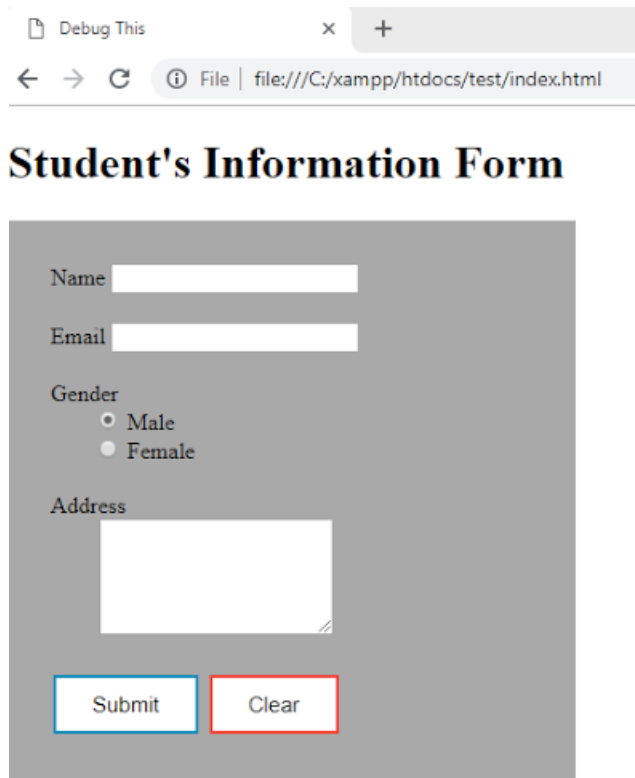 Debug This
File | file:///C:/xampp/htdocs/test/index.html
Student's Information Form
Name
Email
Gender
Male
Female
Address
Submit Clear